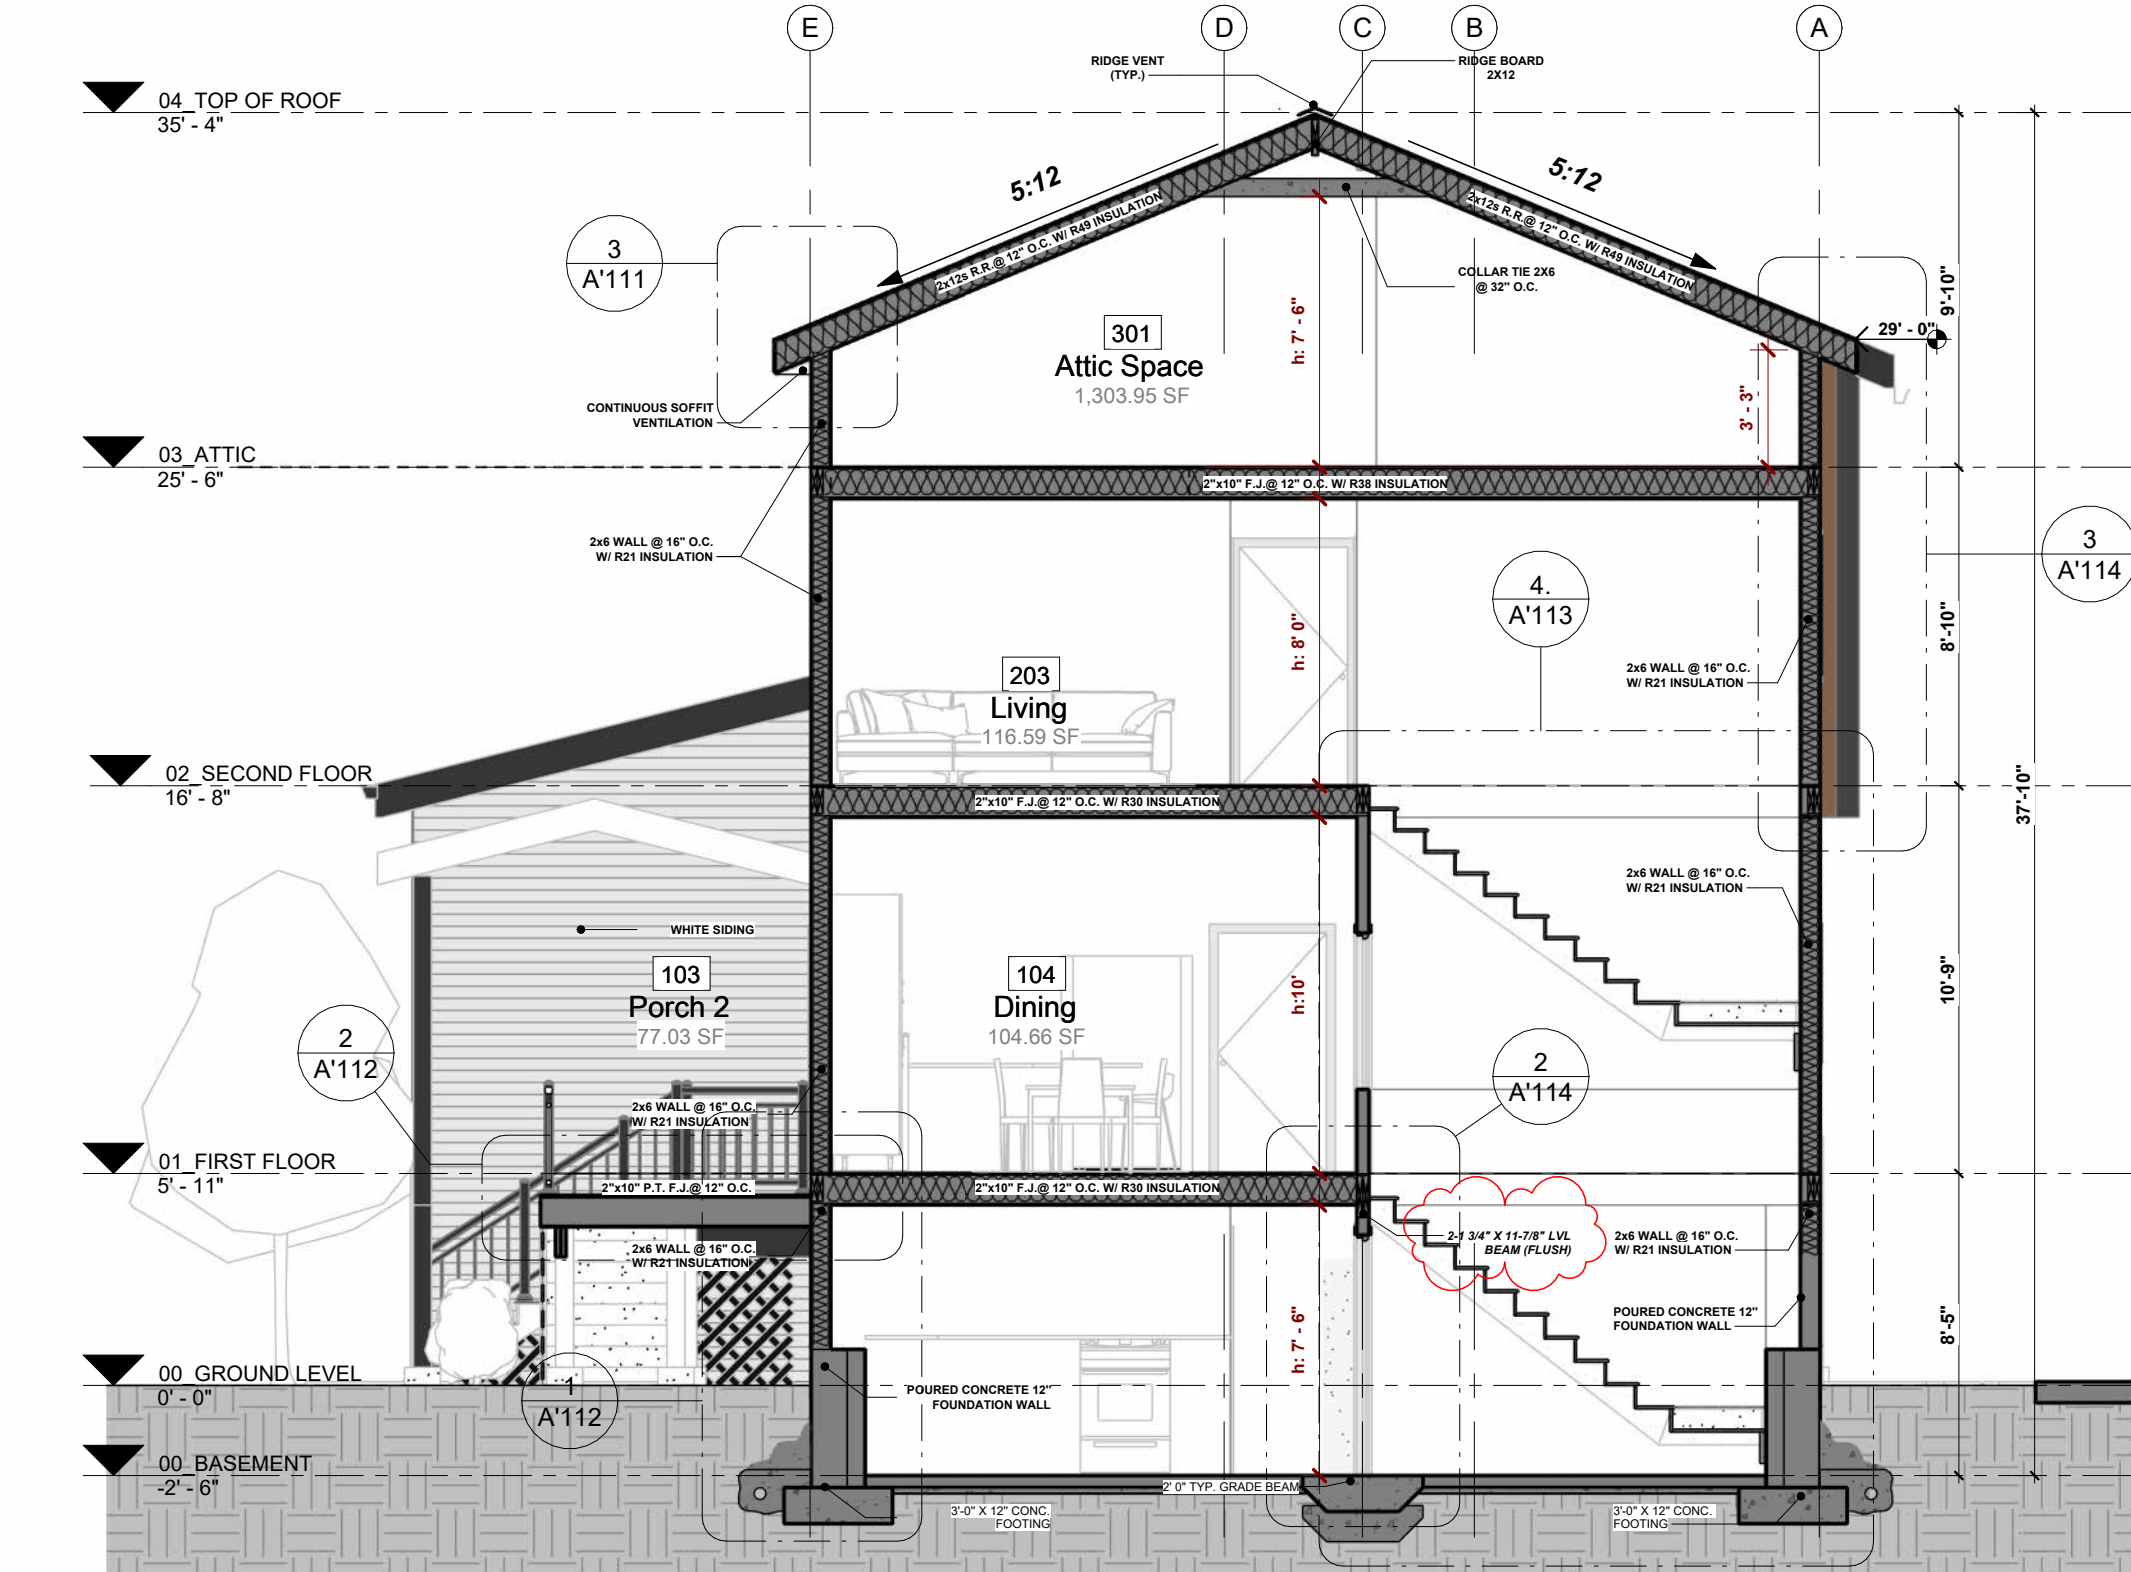 E
D
C
B
A
RIDGE VENT
(TYP.)
RIDGE BOARD
2X12
04_TOP OF ROOF
35' - 4"
5:12
5:12
2x12s R.R.@ 12" O.C. W/ R49 INSULATION
2x12s R.R.@ 12" O.C. W/ R49 INSULATION
3
A'111
COLLAR TIE 2X6
@ 32" O.C.
9'-10"
29' - 0"
h: 7' - 6"
301
Attic Space
1,303.95 SF
3' - 3"
CONTINUOUS SOFFIT
VENTILATION
03_ATTIC
25' - 6"
2"x10" F.J.@ 12" O.C. W/ R38 INSULATION
2x6 WALL @ 16" O.C.
W/ R21 INSULATION
3
A'114
4.
A'113
8'-10"
h: 8' 0"
203
Living
116.59 SF
2x6 WALL @ 16" O.C.
W/ R21 INSULATION
02_SECOND FLOOR
16' - 8"
2"x10" F.J.@ 12" O.C. W/ R30 INSULATION
37'-10"
2x6 WALL @ 16" O.C.
W/ R21 INSULATION
WHITE SIDING
103
Porch 2
77.03 SF
104
Dining
104.66 SF
h:10'
10'-9"
2
A'112
2
A'114
2x6 WALL @ 16" O.C.
W/ R21 INSULATION
01_FIRST FLOOR
5' - 11"
2"x10" P.T. F.J.@ 12" O.C.
2"x10" F.J.@ 12" O.C. W/ R30 INSULATION
2-1 3/4" X 11-7/8" LVL
BEAM (FLUSH)
2x6 WALL @ 16" O.C.
W/ R21 INSULATION
2x6 WALL @ 16" O.C.
W/ R21 INSULATION
POURED CONCRETE 12"
FOUNDATION WALL
h: 7' - 6"
8'-5"
00_GROUND LEVEL
0' - 0"
1
A'112
POURED CONCRETE 12"
FOUNDATION WALL
00_BASEMENT
-2' - 6"
2' 0" TYP. GRADE BEAM
3'-0" X 12" CONC.
FOOTING
3'-0" X 12" CONC.
FOOTING